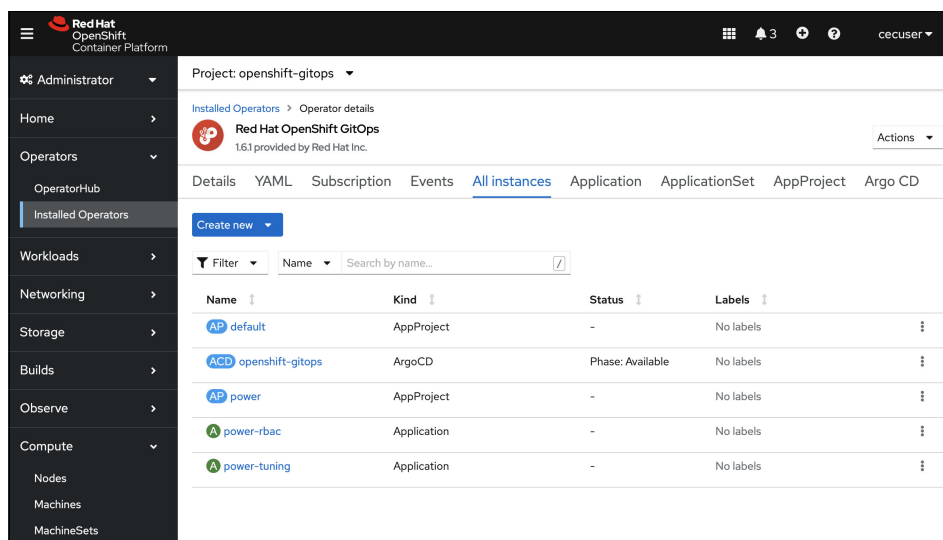 Red Hat
OpenShift
Container Platform
3
cecuser
Administrator
Home
Operators
OperatorHub
Installed Operators
Workloads
Networking
Storage
Builds
Observe
Compute
Nodes
Machines
MachineSets
Project: openshift-gitops
Installed Operators > Operator details
Red Hat OpenShift GitOps
1.6.1 provided by Red Hat Inc.
Actions
Details YAML Subscription Events All instances Application ApplicationSet AppProject Argo CD
Create new
Filter Name Search by name... /
Name Kind Status Labels
AP default AppProject - No labels
ACD openshift-gitops ArgoCD Phase: Available No labels
AP power AppProject - No labels
A power-rbac Application - No labels
A power-tuning Application - No labels